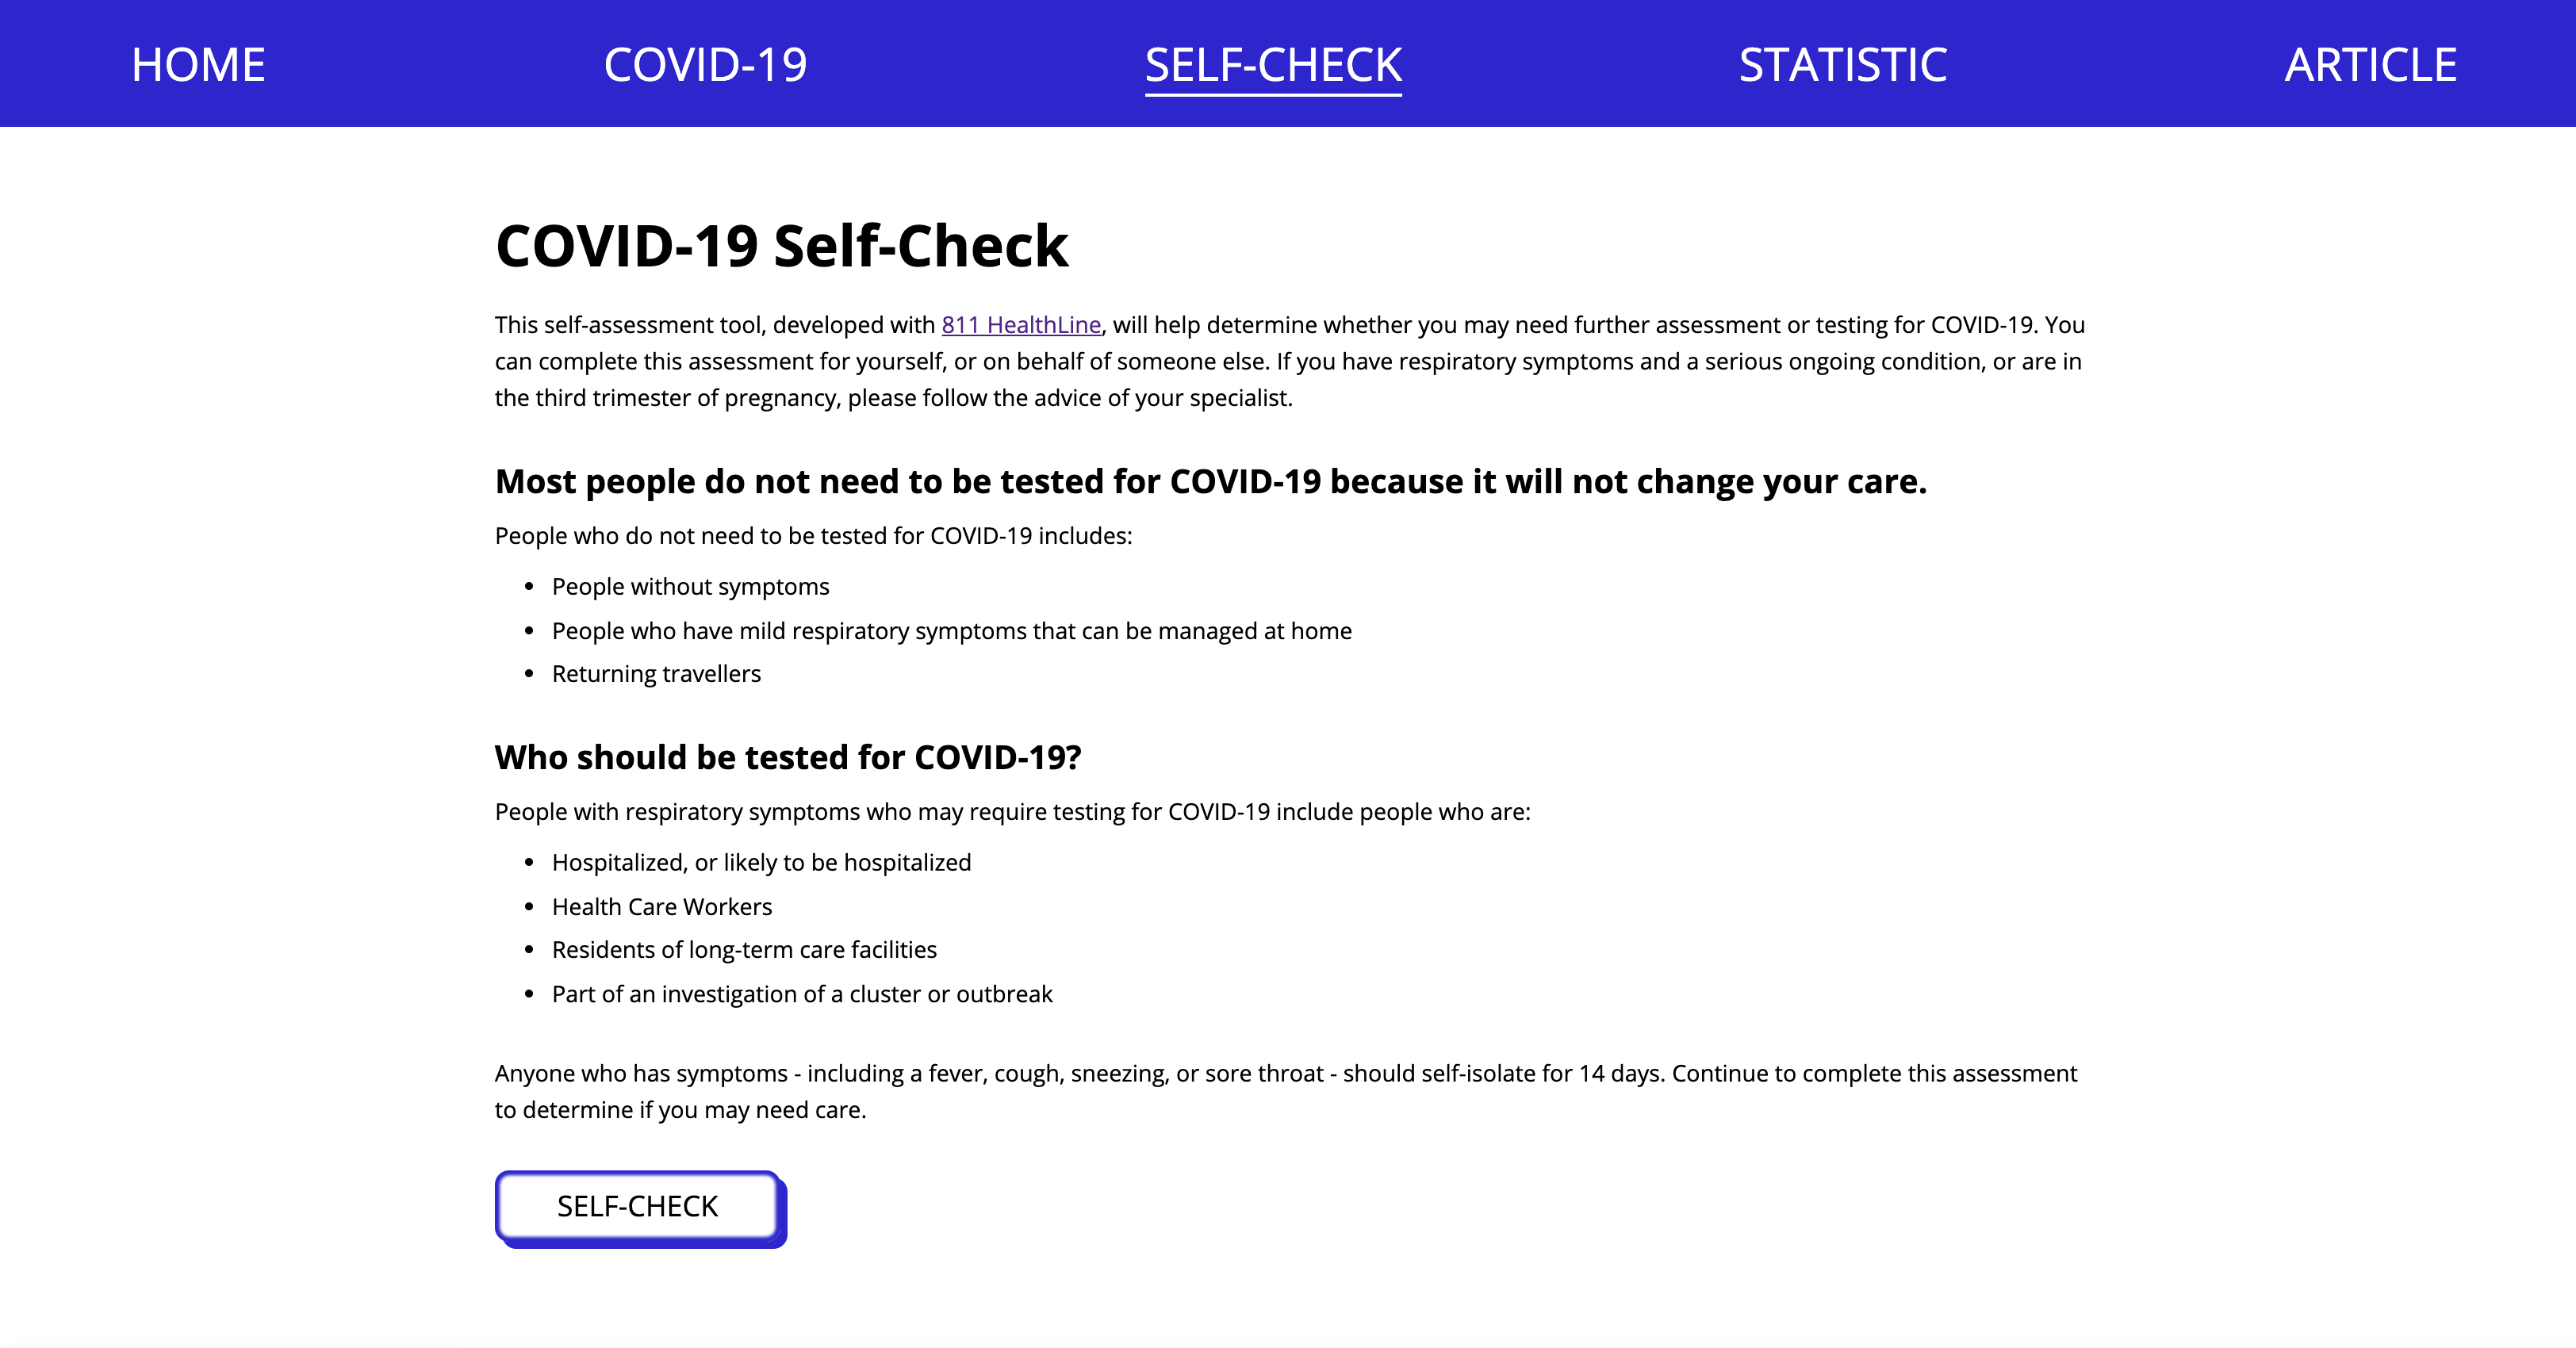 HOME COVID-19 SELF-CHECK STATISTIC ARTICLE
COVID-19 Self-Check
This self-assessment tool, developed with 811 HealthLine, will help determine whether you may need further assessment or testing for COVID-19. You
can complete this assessment for yourself, or on behalf of someone else. If you have respiratory symptoms and a serious ongoing condition, or are in
the third trimester of pregnancy, please follow the advice of your specialist.
Most people do not need to be tested for COVID-19 because it will not change your care.
People who do not need to be tested for COVID-19 includes:
• People without symptoms
• People who have mild respiratory symptoms that can be managed at home
• Returning travellers
Who should be tested for COVID-19?
People with respiratory symptoms who may require testing for COVID-19 include people who are:
• Hospitalized, or likely to be hospitalized
• Health Care Workers
• Residents of long-term care facilities
• Part of an investigation of a cluster or outbreak
Anyone who has symptoms - including a fever, cough, sneezing, or sore throat - should self-isolate for 14 days. Continue to complete this assessment
to determine if you may need care.
SELF-CHECK